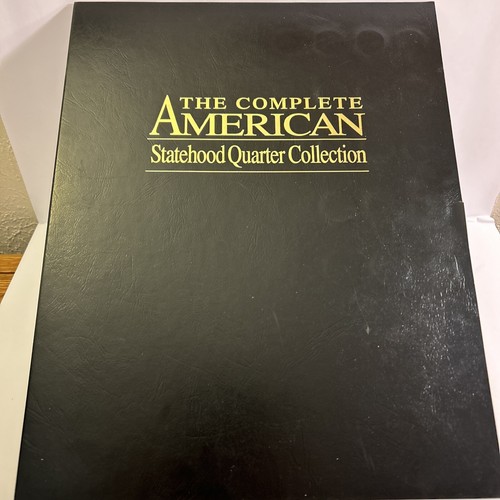 THE COMPLETE
AMERICAN
Statehood Quarter Collection